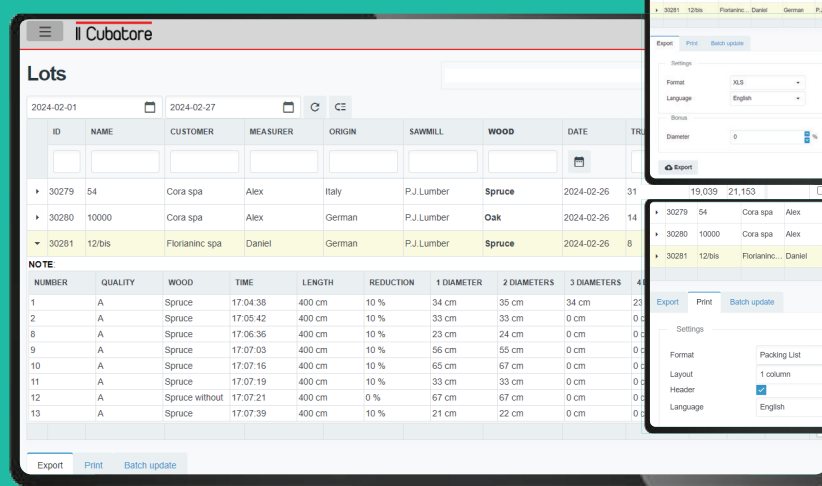 Il Cubatore
Lots
2024-02-01 2024-02-27
ID NAME CUSTOMER MEASURER ORIGIN SAWMILL WOOD DATE
30279 54 Cora spa Alex Italy P.J.Lumber Spruce 2024-02-26 31 19,039 21,153
30280 10000 Cora spa Alex German P.J.Lumber Oak 2024-02-26 14
30281 12/bis Florianinc spa Daniel German P.J.Lumber Spruce 2024-02-26 8
NOTE:
NUMBER QUALITY WOOD TIME LENGTH REDUCTION 1 DIAMETER 2 DIAMETERS 3 DIAMETERS
1 A Spruce 17:04:38 400 cm 10 % 34 cm 35 cm 34 cm 23
2 A Spruce 17:05:42 400 cm 10 % 33 cm 33 cm 0 cm
8 A Spruce 17:06:36 400 cm 10 % 23 cm 24 cm 0 cm
9 A Spruce 17:07:03 400 cm 10 % 56 cm 55 cm 0 cm
10 A Spruce 17:07:16 400 cm 10 % 65 cm 67 cm 0 cm
11 A Spruce 17:07:19 400 cm 10 % 33 cm 33 cm 0 cm
12 A Spruce without 17:07:21 400 cm 0 % 67 cm 67 cm 0 cm
13 A Spruce 17:07:39 400 cm 10 % 21 cm 22 cm 0 cm
Export Print Batch update
30281 12/bis Florianinc... Daniel German
Export Print Batch update
Settings
Format XLS
Language English
Bonus
Diameter 0 %
Export
30279 54 Cora spa Alex
30280 10000 Cora spa Alex
30281 12/bis Florianinc... Daniel
Export Print Batch update
Settings
Format Packing List
Layout 1 column
Header
Language English